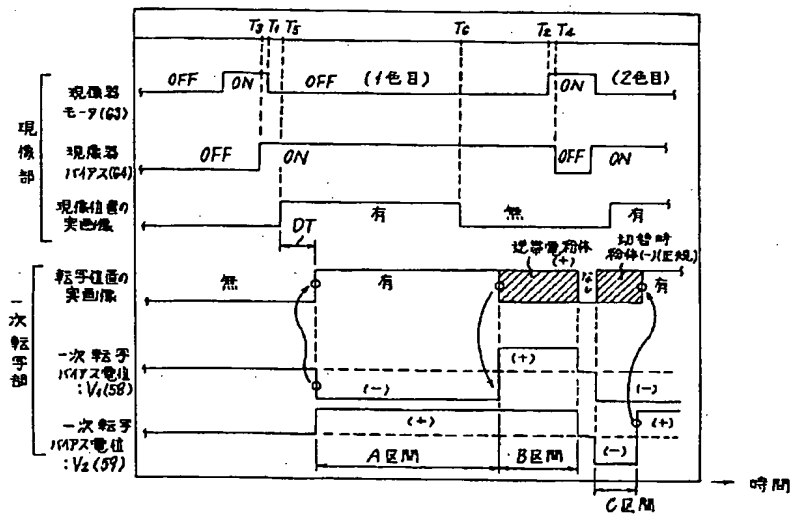 T3 T1 T5 T6 T2 T4
現像部
現像器
モータ(63)
OFF ON OFF (1色目) ON (2色目)
現像器
バイアス(64)
OFF ON OFF ON
現像位置の
実画像
有 無 有
DT
逆帯電粉体
(+)
切替時
粉体(-)(正規)
一次転写部
転写位置の
実画像
無 有 なし 有
一次転写
バイアス電位
:V1(58)
(-) (+) (-)
一次転写
バイアス電位
:V2(59)
(+) (-) (+)
A区間 B区間
C区間
時間